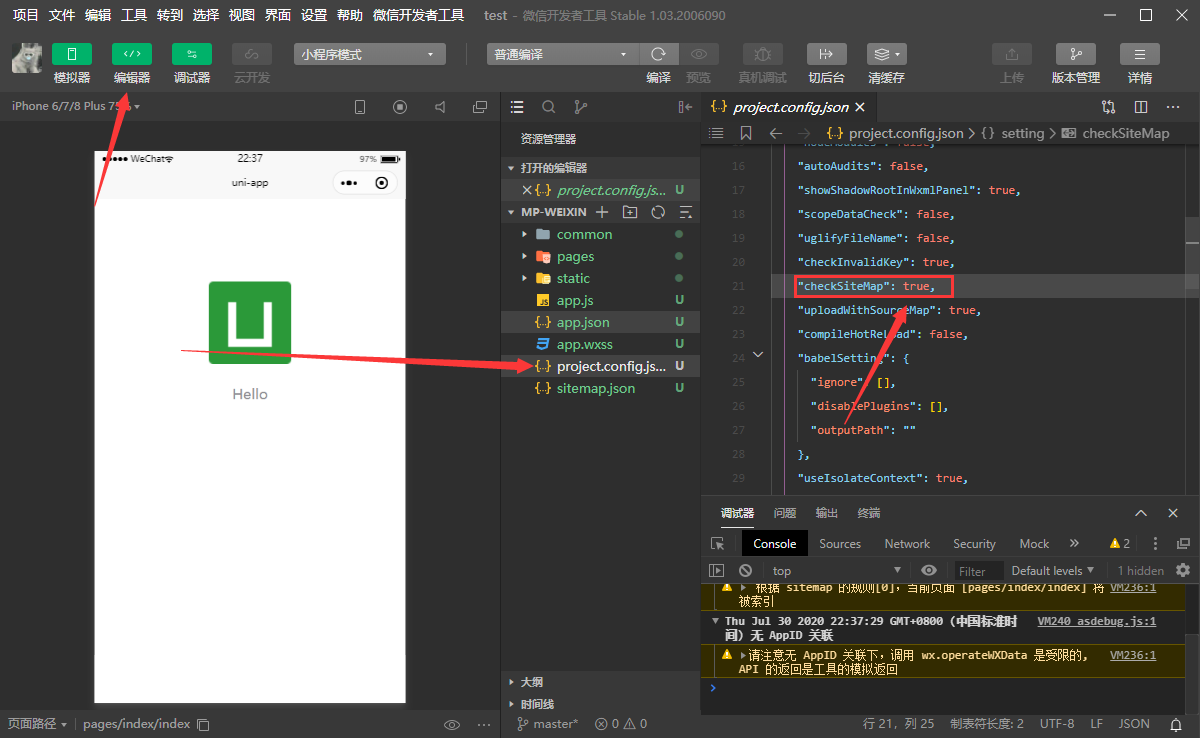 项目 文件 编辑 工具 转到 选择 视图 界面 设置 帮助 微信开发者工具 test - 微信开发者工具 Stable 1.03.2006090
模拟器 编辑器 调试器 云开发
小程序模式
普通编译
编译 预览 真机调试 切后台 清缓存 上传 版本管理 详情
iPhone 6/7/8 Plus 75%
WeChat 22:37 97%
uni-app
Hello
资源管理器
打开的编辑器
project.config.js... U
MP-WEIXIN
common
pages
static
app.js U
app.json U
app.wxss U
project.config.js... U
sitemap.json U
大纲
时间线
project.config.json
project.config.json > {} setting > checkSiteMap
16 "autoAudits": false,
17 "showShadowRootInWxmlPanel": true,
18 "scopeDataCheck": false,
19 "uglifyFileName": false,
20 "checkInvalidKey": true,
21 "checkSiteMap": true,
22 "uploadWithSourceMap": true,
23 "compileHotReLoad": false,
24 "babelSetting": {
25 "ignore": [],
26 "disablePlugins": [],
27 "outputPath": ""
28 },
29 "useIsolateContext": true,
调试器 问题 输出 终端
Console Sources Network Security Mock » 2
top Filter Default levels 1 hidden
根据 sitemap 的规则[0]，当前页面 [pages/index/index] 将 VM236:1
被索引
Thu Jul 30 2020 22:37:29 GMT+0800 (中国标准时 VM240 asdebug.js:1
间) 无 AppID 关联
请注意无 AppID 关联下，调用 wx.operateWXData 是受限的, VM236:1
API 的返回是工具的模拟返回
页面路径 pages/index/index
master* 0 0 行 21，列 25 制表符长度: 2 UTF-8 LF JSON